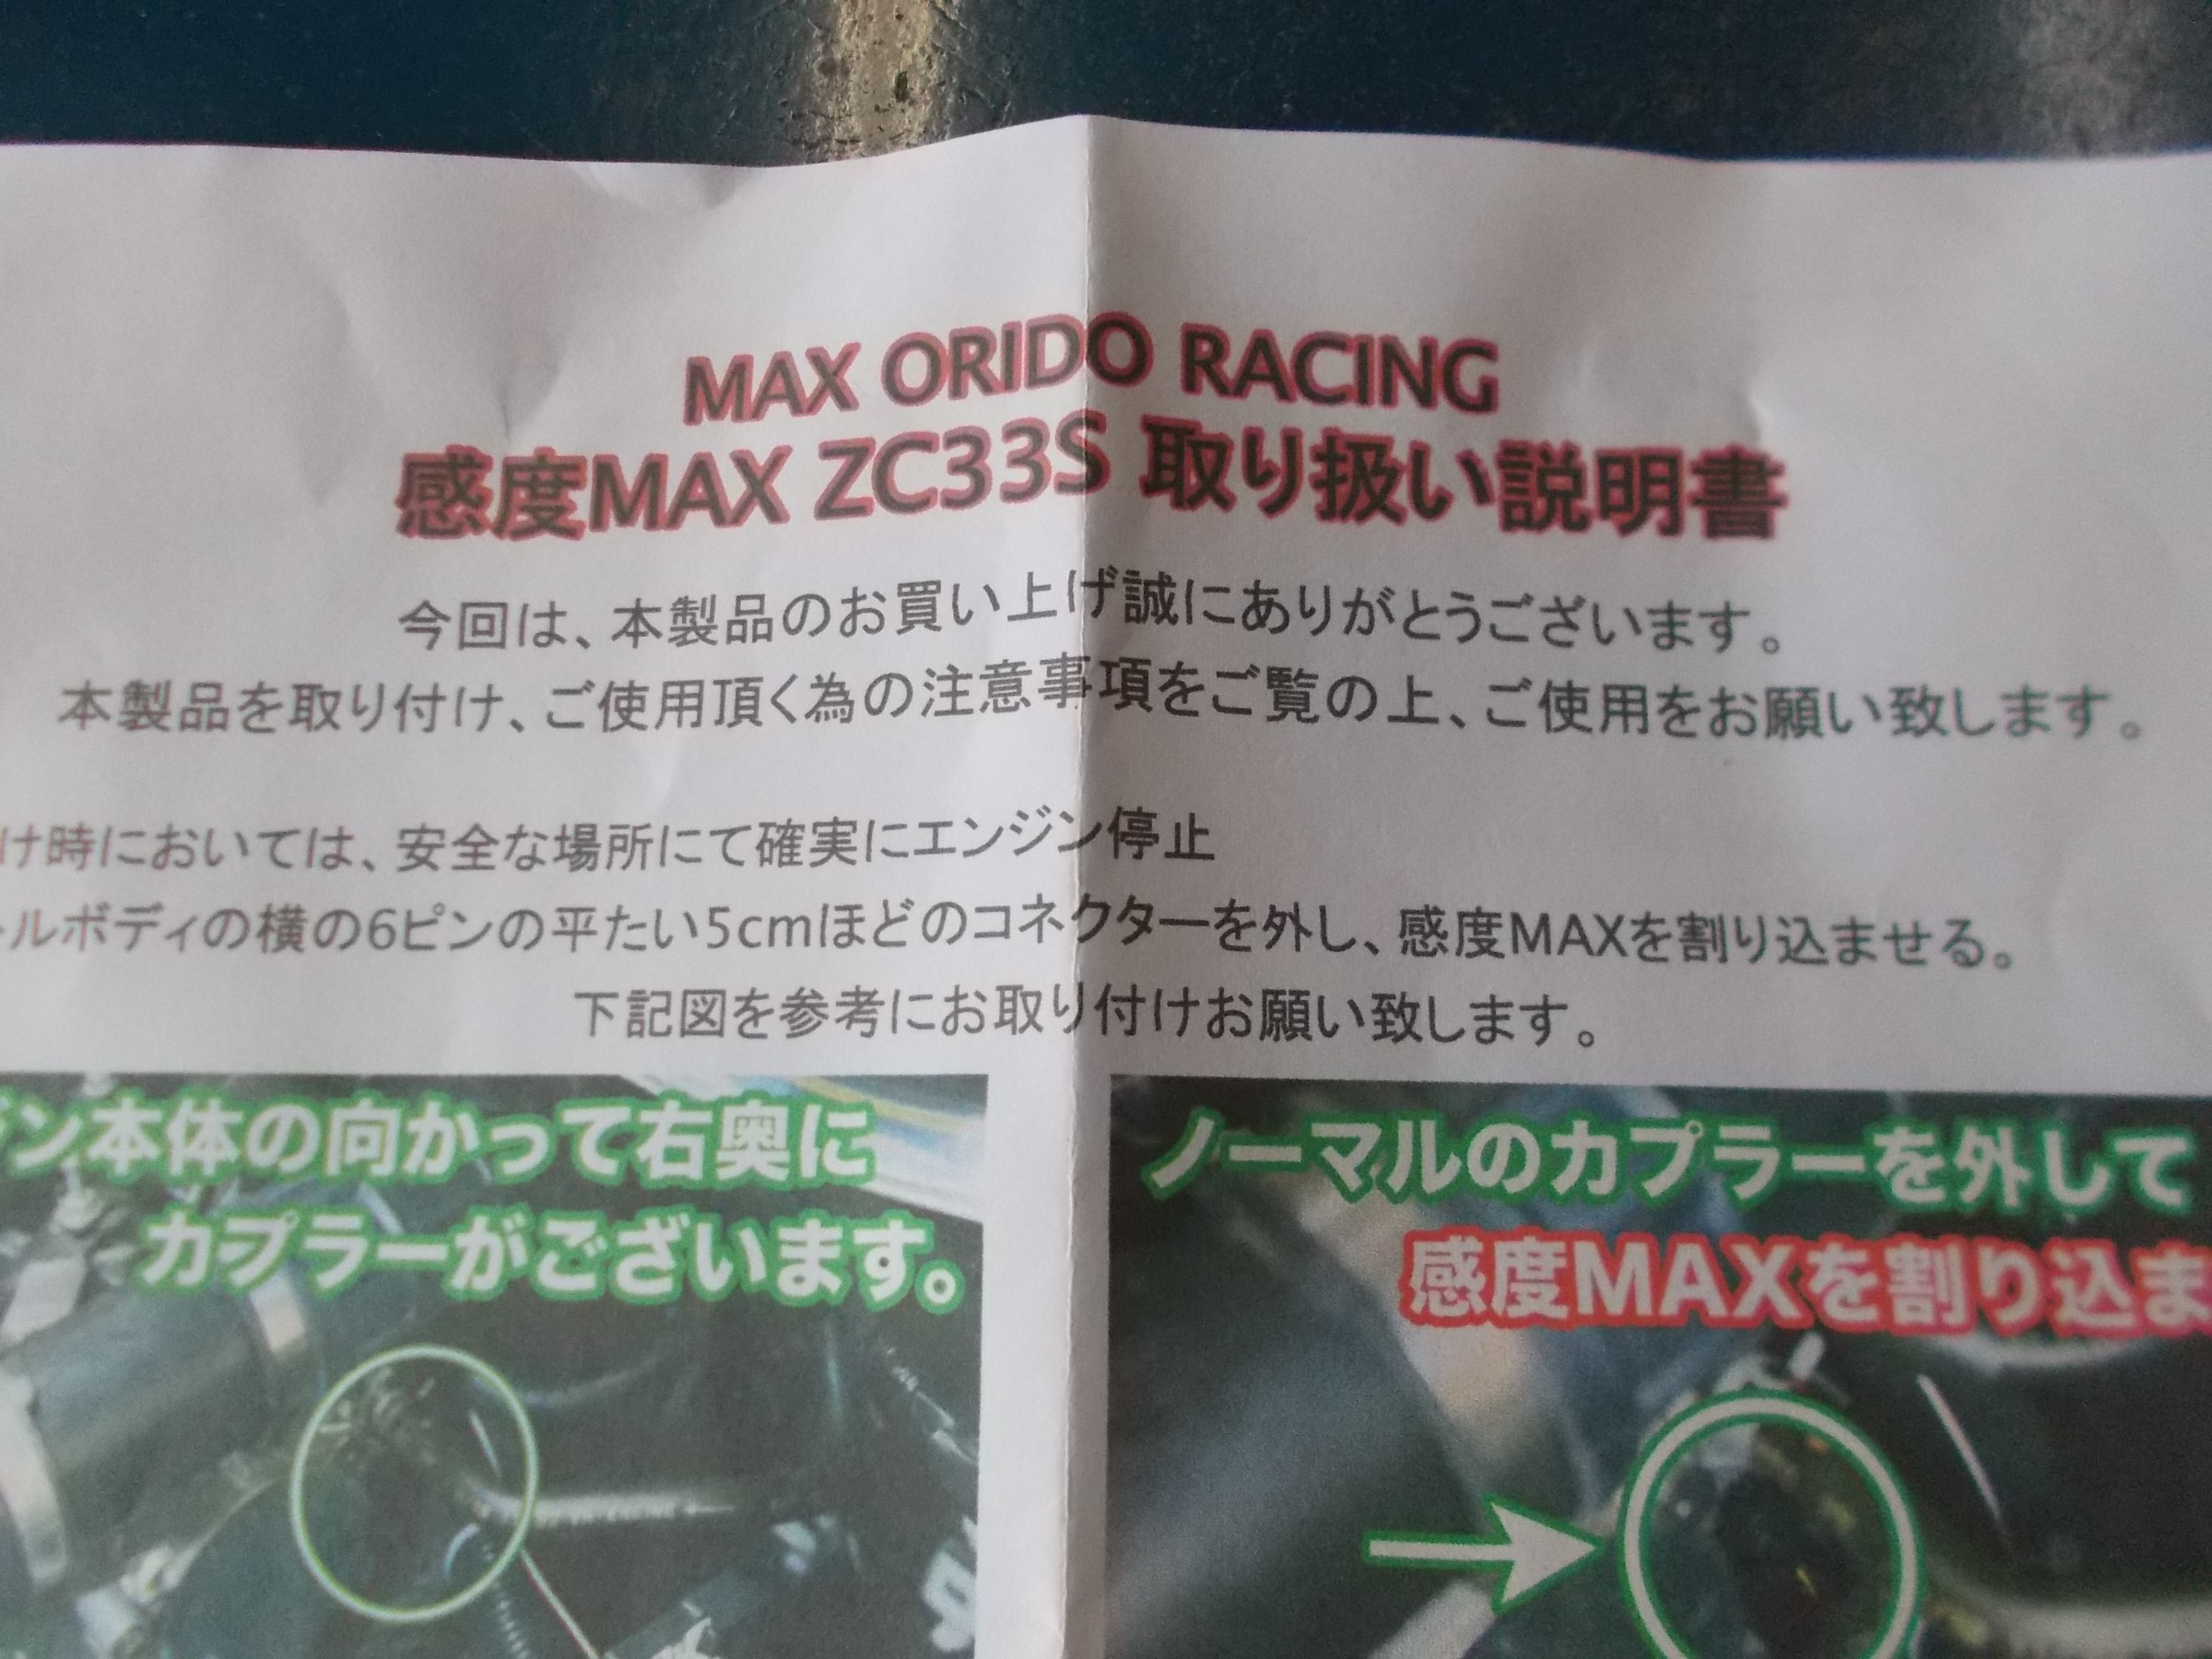 MAX ORIDO RACING
感度MAX ZC33S 取り扱い説明書
今回は、本製品のお買い上げ誠にありがとうございます。
本製品を取り付け、ご使用頂く為の注意事項をご覧の上、ご使用をお願い致します。
け時においては、安全な場所にて確実にエンジン停止
ルボディの横の6ピンの平たい5cmほどのコネクターを外し、感度MAXを割り込ませる。
下記図を参考にお取り付けお願い致します。
ン本体の向かって右奥に
カプラーがございます。
ノーマルのカプラーを外して
感度MAXを割り込ま